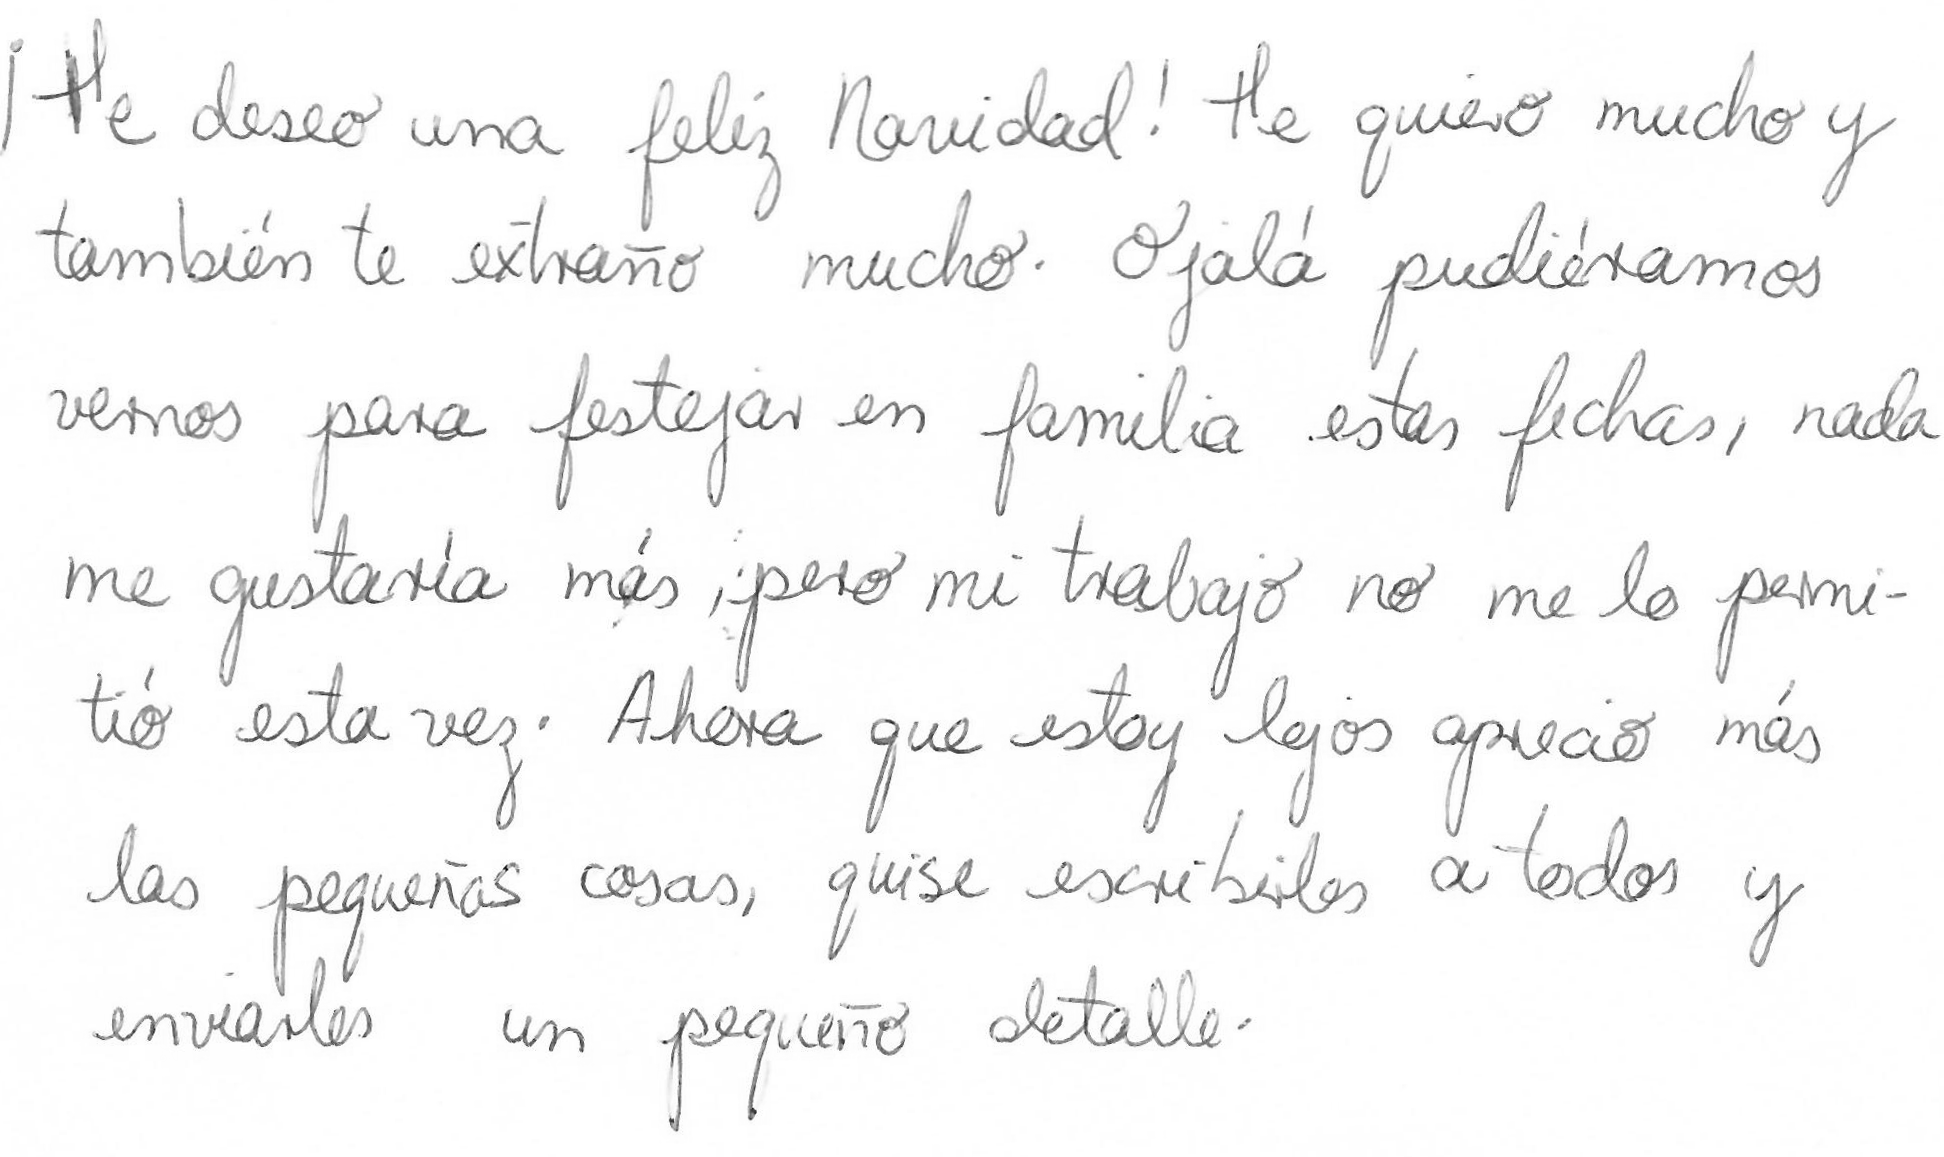 ¡Te deseo una feliz Navidad! Te quiero mucho y
también te extraño mucho. Ojalá pudiéramos
vernos para festejar en familia estas fechas, nada
me gustaría más, pero mi trabajo no me lo permi-
tió esta vez. Ahora que estoy lejos aprecio más
las pequeñas cosas, quise escribirles a todos y
enviarles un pequeño detalle.